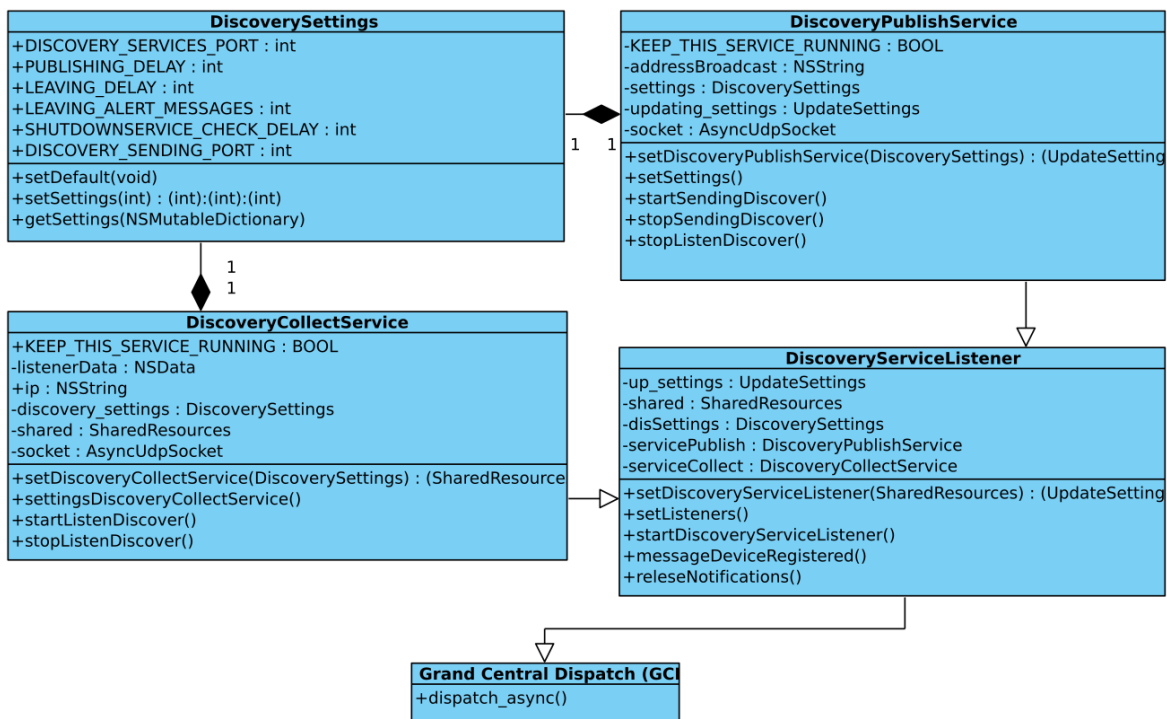 DiscoverySettings
+DISCOVERY_SERVICES_PORT : int
+PUBLISHING_DELAY : int
+LEAVING_DELAY : int
+LEAVING_ALERT_MESSAGES : int
+SHUTDOWNSERVICE_CHECK_DELAY : int
+DISCOVERY_SENDING_PORT : int
+setDefault(void)
+setSettings(int) : (int):(int):(int)
+getSettings(NSMutableDictionary)
1
1
DiscoveryPublishService
-KEEP_THIS_SERVICE_RUNNING : BOOL
-addressBroadcast : NSString
-settings : DiscoverySettings
-updating_settings : UpdateSettings
-socket : AsyncUdpSocket
+setDiscoveryPublishService(DiscoverySettings) : (UpdateSetting
+setSettings()
+startSendingDiscover()
+stopSendingDiscover()
+stopListenDiscover()
1
1
DiscoveryCollectService
+KEEP_THIS_SERVICE_RUNNING : BOOL
-listenerData : NSData
+ip : NSString
-discovery_settings : DiscoverySettings
-shared : SharedResources
-socket : AsyncUdpSocket
+setDiscoveryCollectService(DiscoverySettings) : (SharedResource
+settingsDiscoveryCollectService()
+startListenDiscover()
+stopListenDiscover()
DiscoveryServiceListener
-up_settings : UpdateSettings
-shared : SharedResources
-disSettings : DiscoverySettings
-servicePublish : DiscoveryPublishService
-serviceCollect : DiscoveryCollectService
+setDiscoveryServiceListener(SharedResources) : (UpdateSetting
+setListeners()
+startDiscoveryServiceListener()
+messageDeviceRegistered()
+releseNotifications()
Grand Central Dispatch (GCI
+dispatch_async()